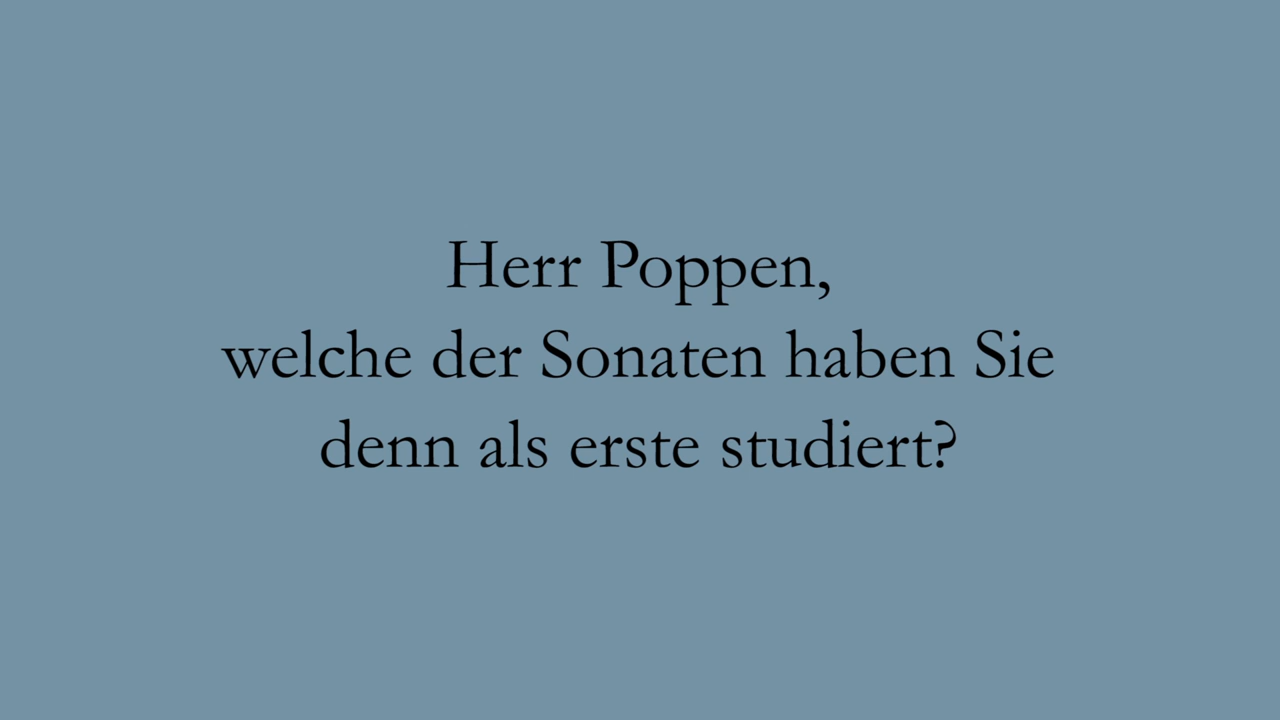 Herr Poppen,
welche der Sonaten haben Sie
denn als erste studiert?